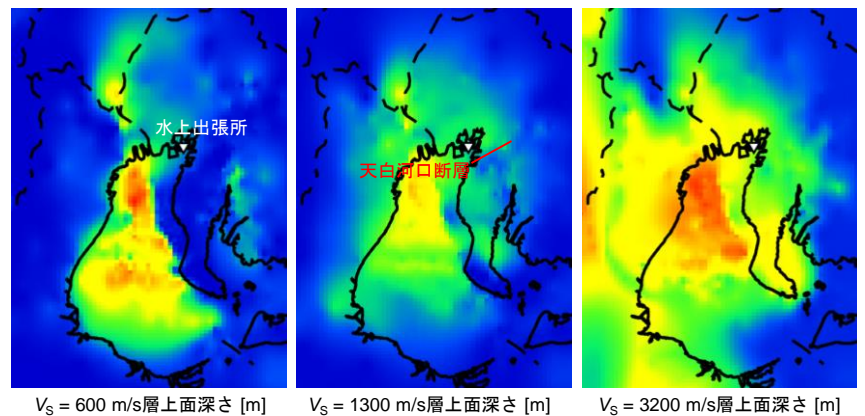 水上出張所
天白河口断層
VS = 600 m/s層上面深さ [m]
VS = 1300 m/s層上面深さ [m]
VS = 3200 m/s層上面深さ [m]